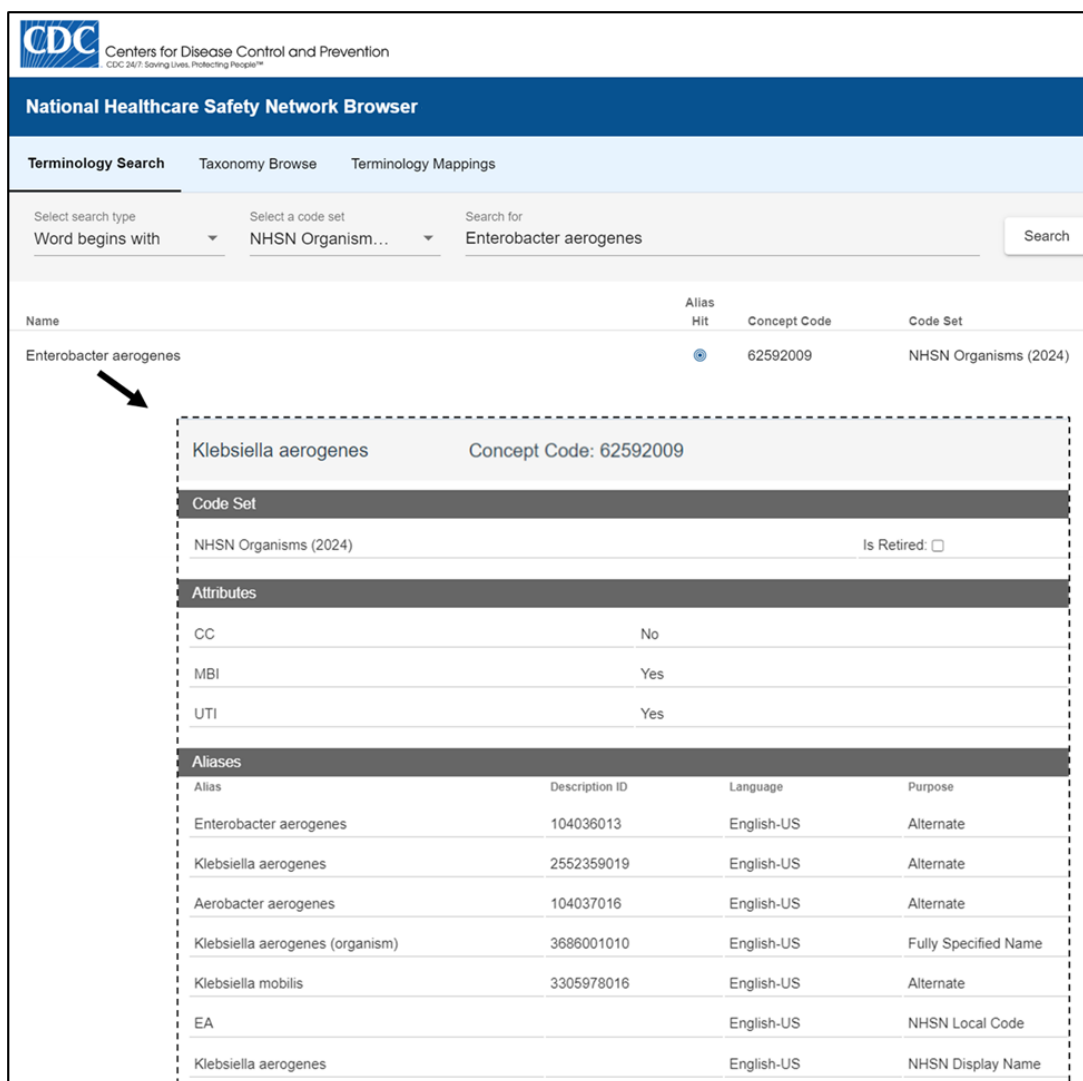 CDC Centers for Disease Control and Prevention
CDC 24/7: Saving Lives, Protecting People™
National Healthcare Safety Network Browser
Terminology Search Taxonomy Browse Terminology Mappings
Select search type Select a code set Search for
Word begins with NHSN Organism… Enterobacter aerogenes Search
Alias
Name Hit Concept Code Code Set
Enterobacter aerogenes 62592009 NHSN Organisms (2024)
Klebsiella aerogenes Concept Code: 62592009
Code Set
NHSN Organisms (2024) Is Retired:
Attributes
CC No
MBI Yes
UTI Yes
Aliases
Alias Description ID Language Purpose
Enterobacter aerogenes 104036013 English-US Alternate
Klebsiella aerogenes 2552359019 English-US Alternate
Aerobacter aerogenes 104037016 English-US Alternate
Klebsiella aerogenes (organism) 3686001010 English-US Fully Specified Name
Klebsiella mobilis 3305978016 English-US Alternate
EA English-US NHSN Local Code
Klebsiella aerogenes English-US NHSN Display Name